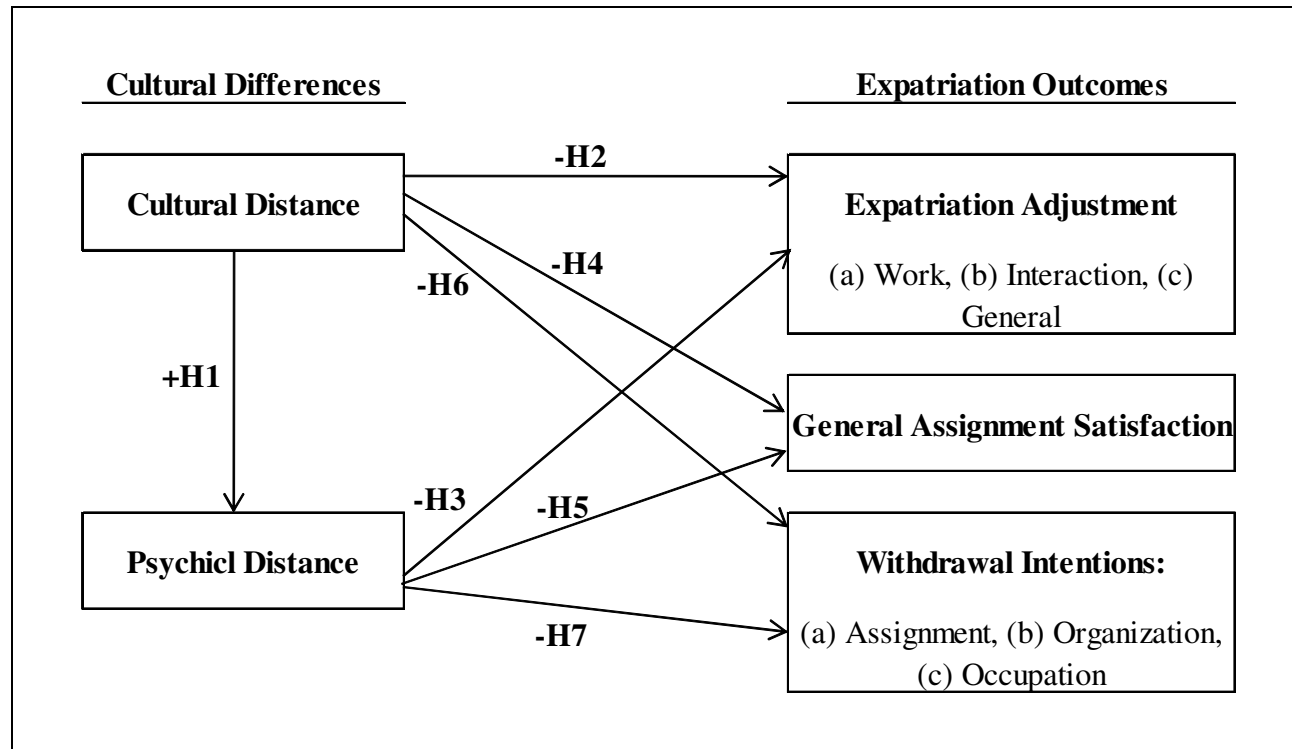 Cultural Differences
Expatriation Outcomes
-H2
Cultural Distance
Expatriation Adjustment
(a) Work, (b) Interaction, (c)
General
-H4
-H6
+H1
General Assignment Satisfaction
-H3
-H5
Psychicl Distance
Withdrawal Intentions:
(a) Assignment, (b) Organization,
(c) Occupation
-H7